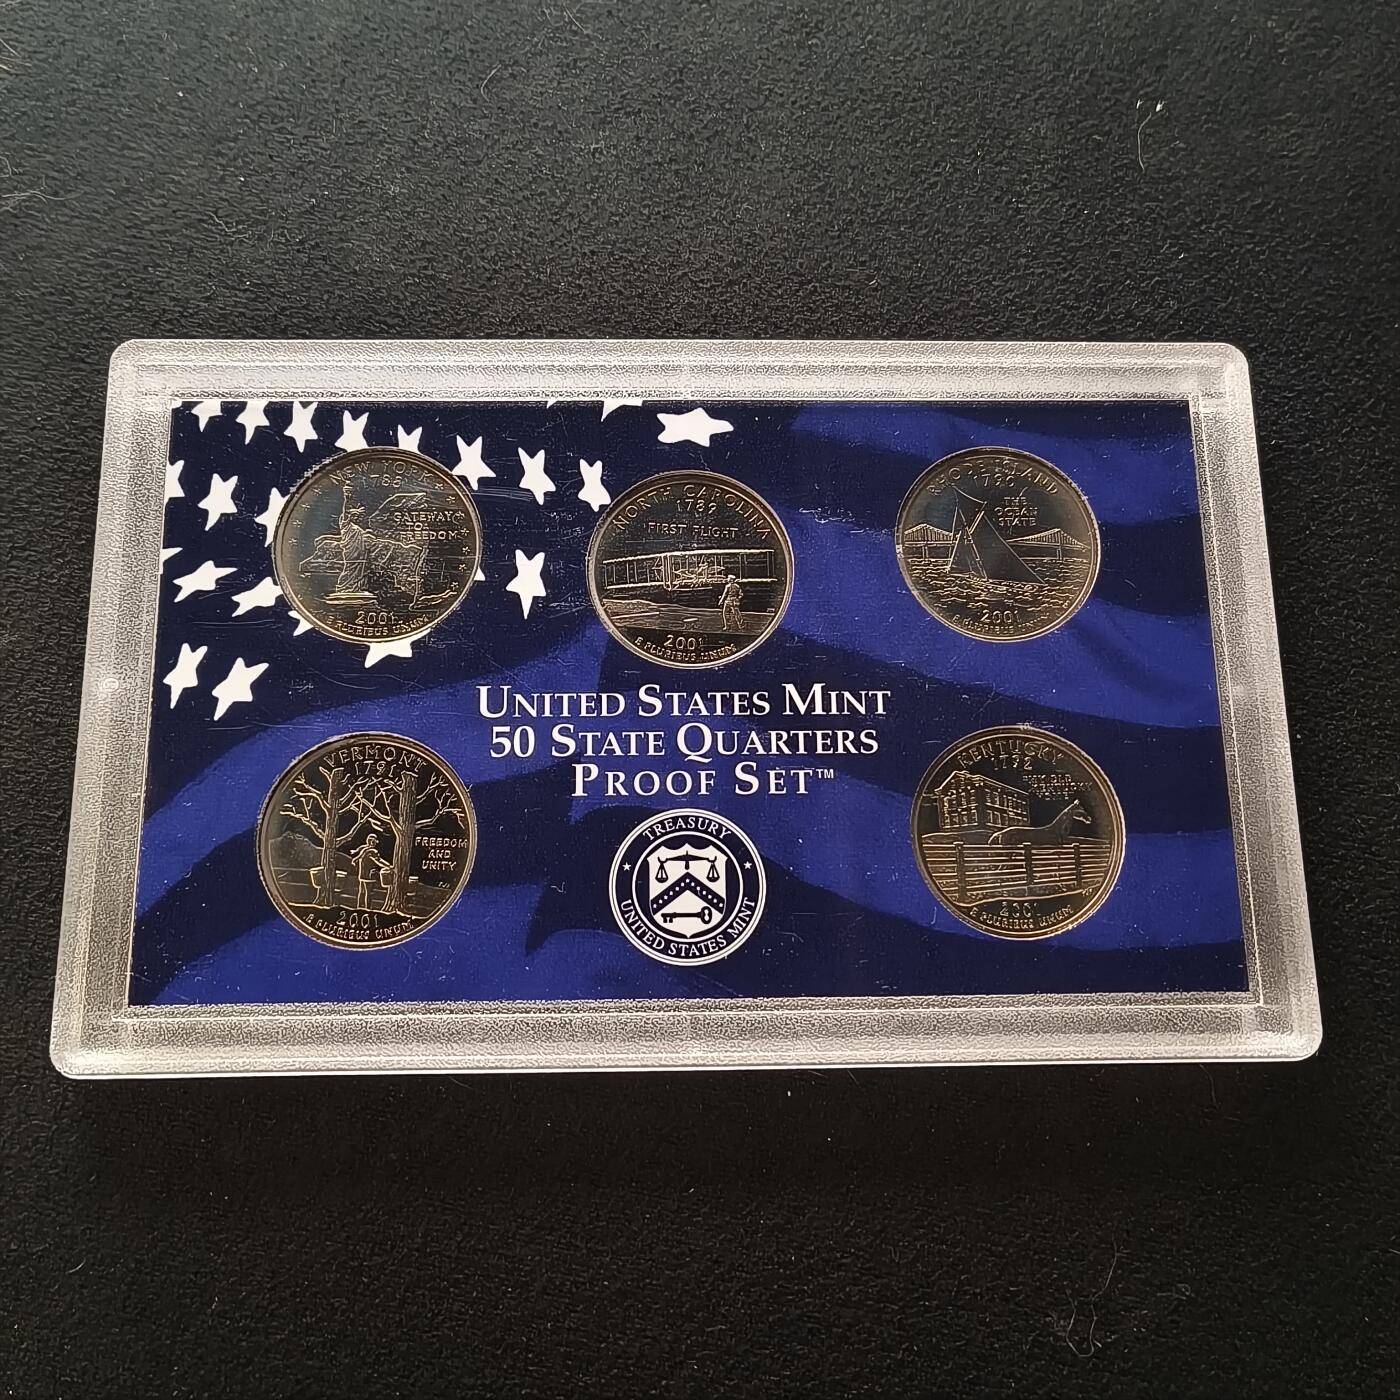 NEW YORK
1788
GATEWAY
TO
FREEDOM
2001
E PLURIBUS UNUM
NORTH CAROLINA
1789
FIRST FLIGHT
2001
E PLURIBUS UNUM
RHODE ISLAND
1790
THE
OCEAN
STATE
2001
E PLURIBUS UNUM
UNITED STATES MINT
50 STATE QUARTERS
PROOF SET™
VERMONT
1791
FREEDOM
AND
UNITY
2001
E PLURIBUS UNUM
TREASURY
UNITED STATES MINT
KENTUCKY
1792
2001
E PLURIBUS UNUM